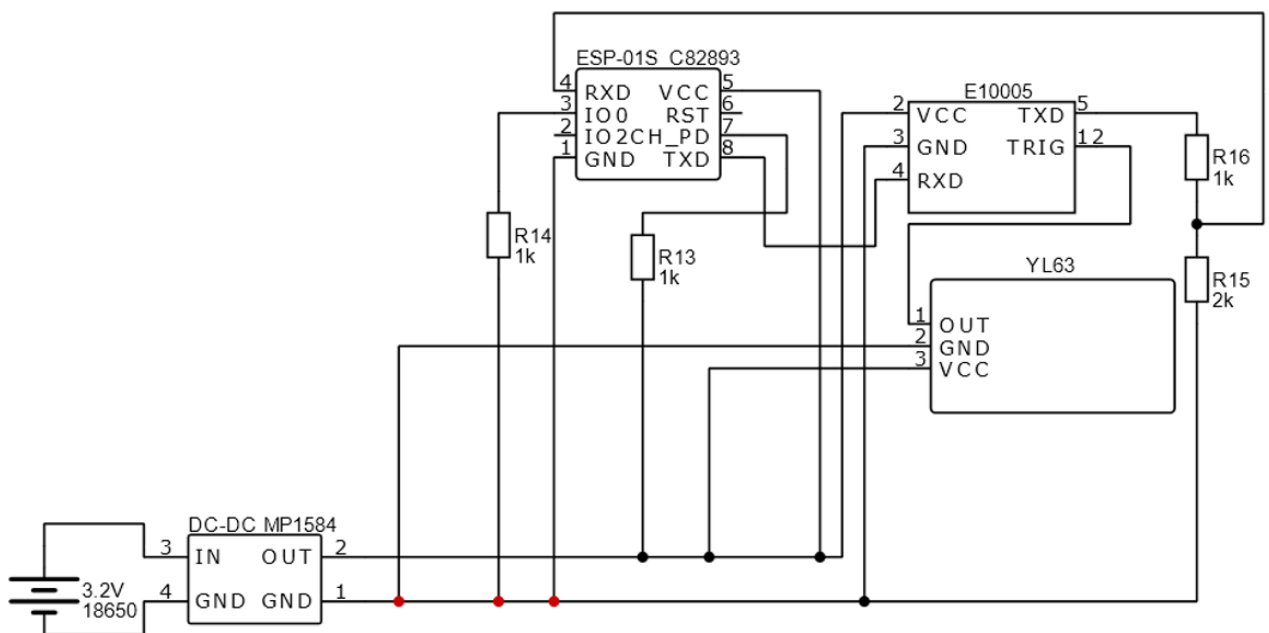 ESP-01S C82893
4 RXD VCC 5
3 IO0 RST 6
2 IO2CH_PD 7
1 GND TXD 8
E10005
2 VCC TXD 5
3 GND TRIG 12
4 RXD
R16
1k
R14
1k
R13
1k
YL63
R15
2k
1 OUT
2 GND
3 VCC
DC-DC MP1584
3 IN OUT 2
4 GND GND 1
3.2V
18650